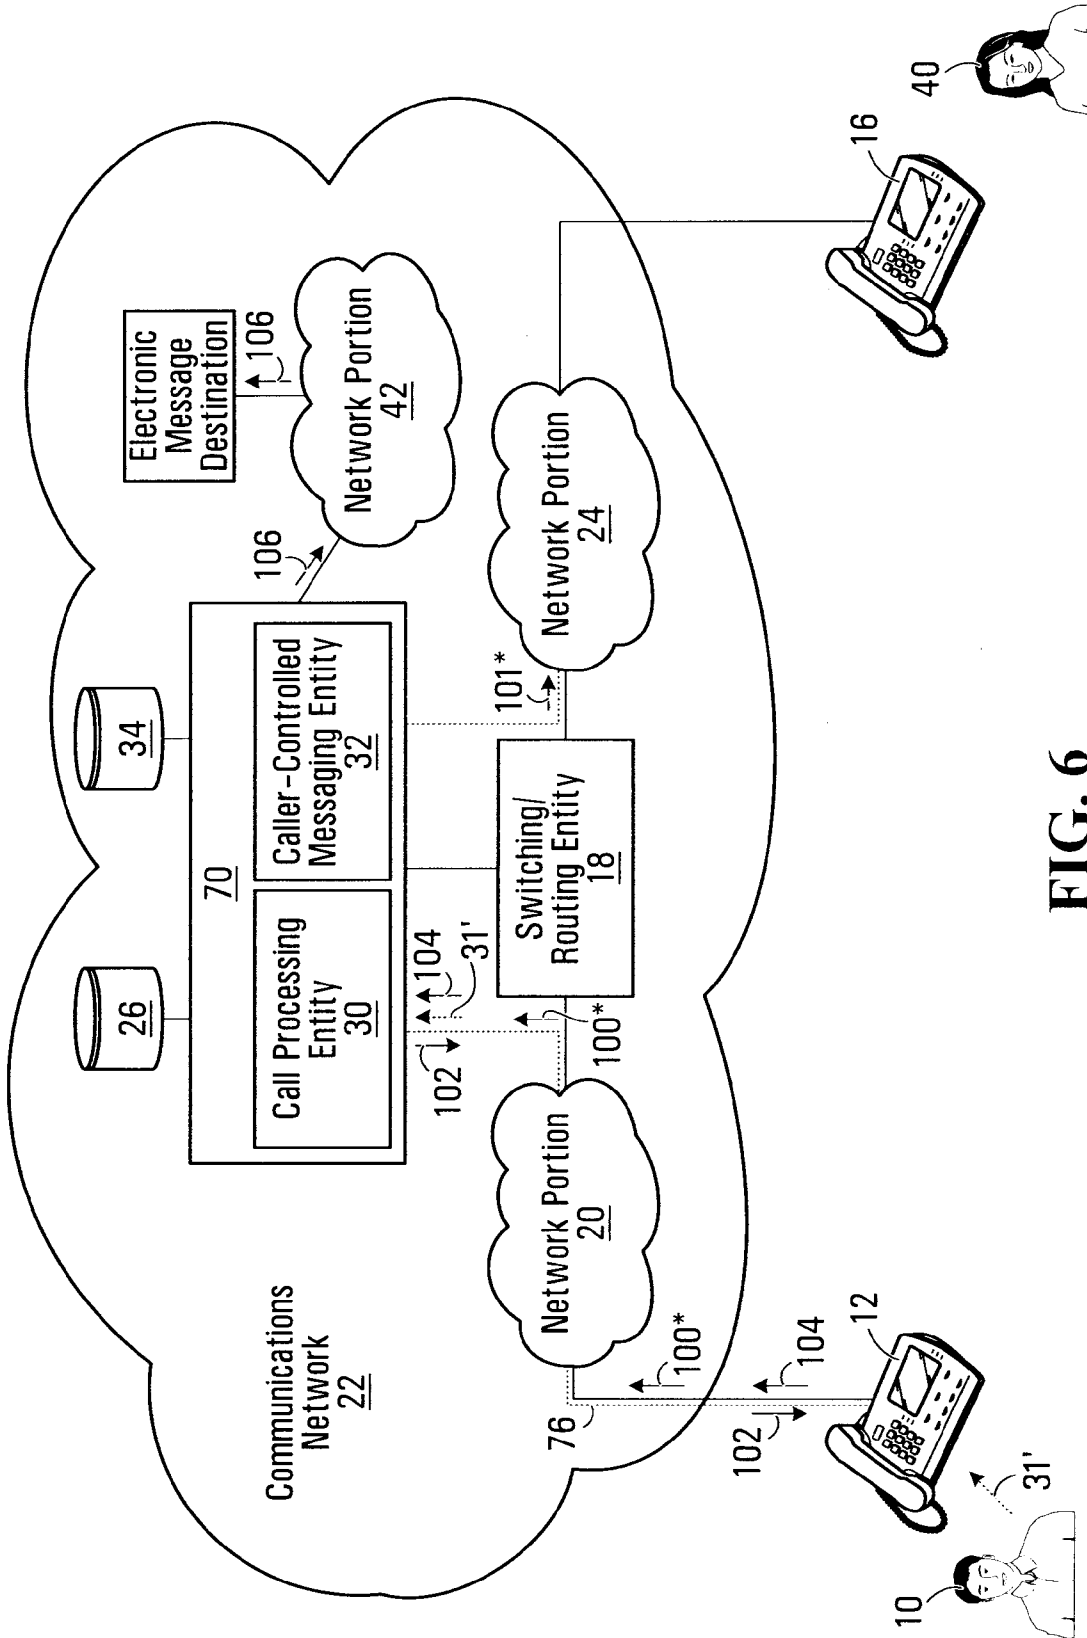 26
34
70
Call Processing
Entity
30
Caller-Controlled
Messaging Entity
32
Electronic
Message
Destination
106
106
Network Portion
42
Communications
Network
22
102
104
31'
100*
101*
Network Portion
20
Switching/
Routing Entity
18
Network Portion
24
76
100*
102
104
12
16
10
31'
40
FIG. 6